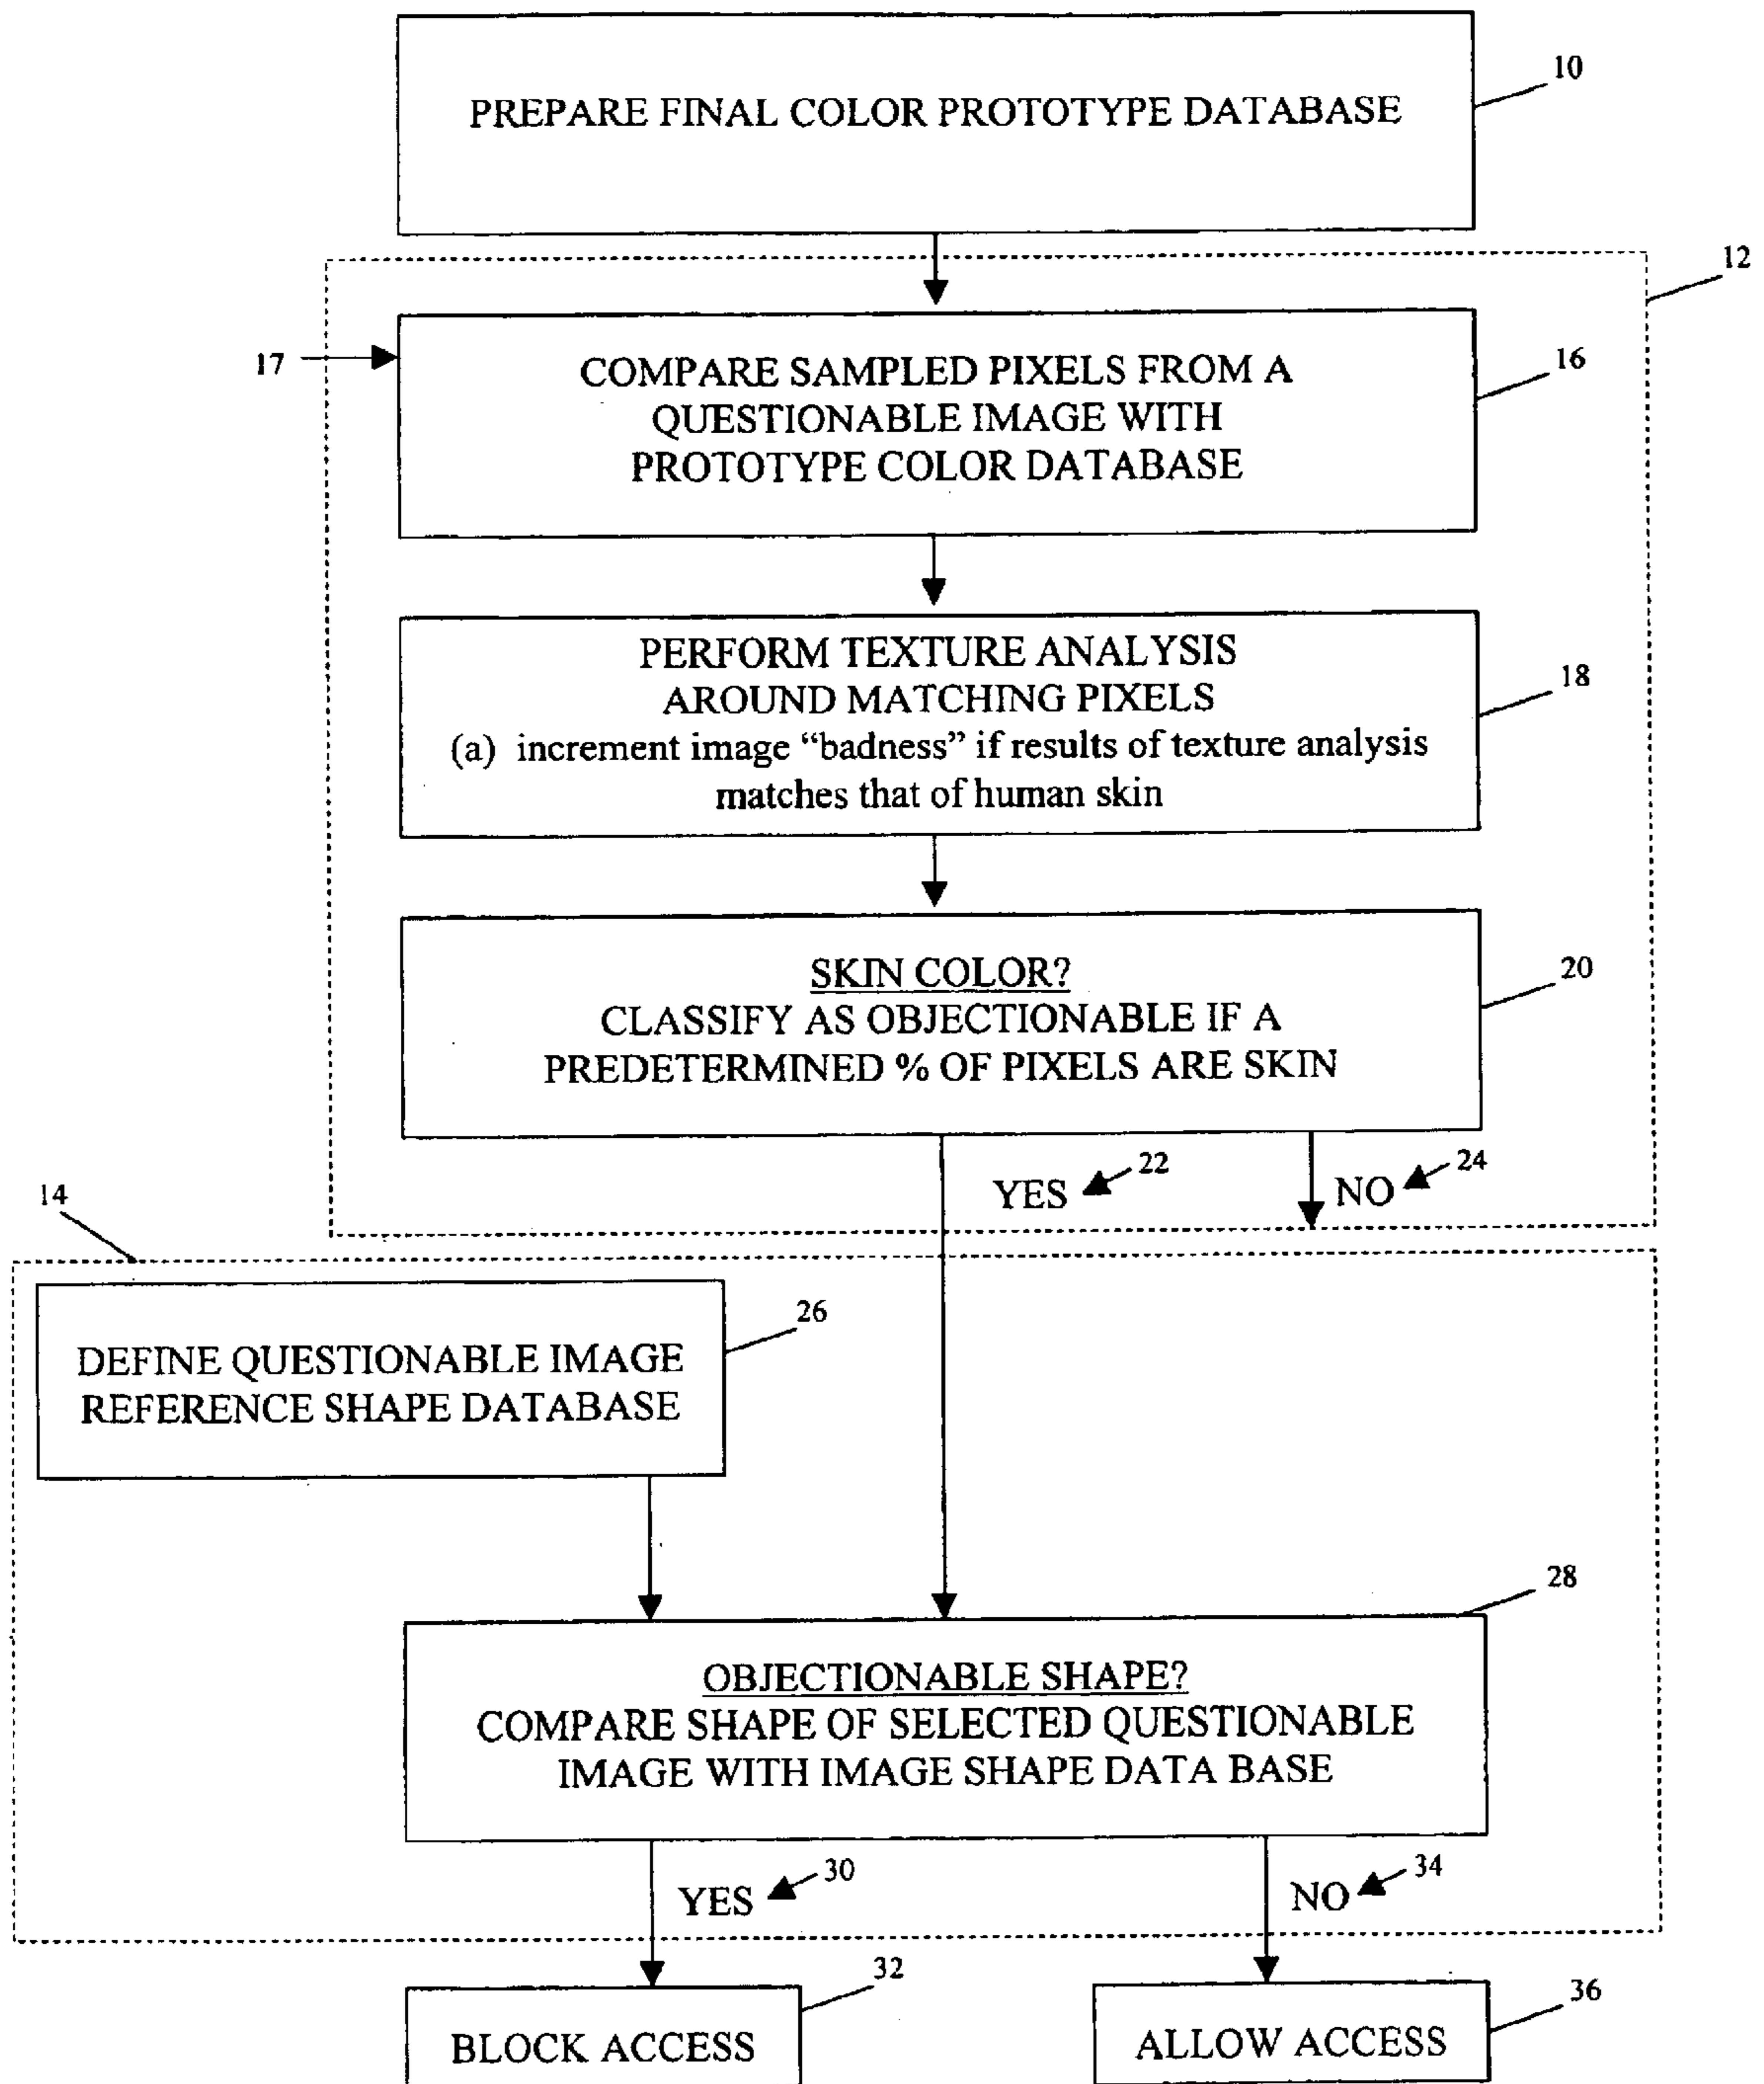 PREPARE FINAL COLOR PROTOTYPE DATABASE
10
12
17
COMPARE SAMPLED PIXELS FROM A
QUESTIONABLE IMAGE WITH
PROTOTYPE COLOR DATABASE
16
PERFORM TEXTURE ANALYSIS
AROUND MATCHING PIXELS
(a) increment image “badness” if results of texture analysis
matches that of human skin
18
SKIN COLOR?
CLASSIFY AS OBJECTIONABLE IF A
PREDETERMINED % OF PIXELS ARE SKIN
20
YES
22
NO
24
14
DEFINE QUESTIONABLE IMAGE
REFERENCE SHAPE DATABASE
26
OBJECTIONABLE SHAPE?
COMPARE SHAPE OF SELECTED QUESTIONABLE
IMAGE WITH IMAGE SHAPE DATA BASE
28
YES
30
NO
34
BLOCK ACCESS
32
ALLOW ACCESS
36